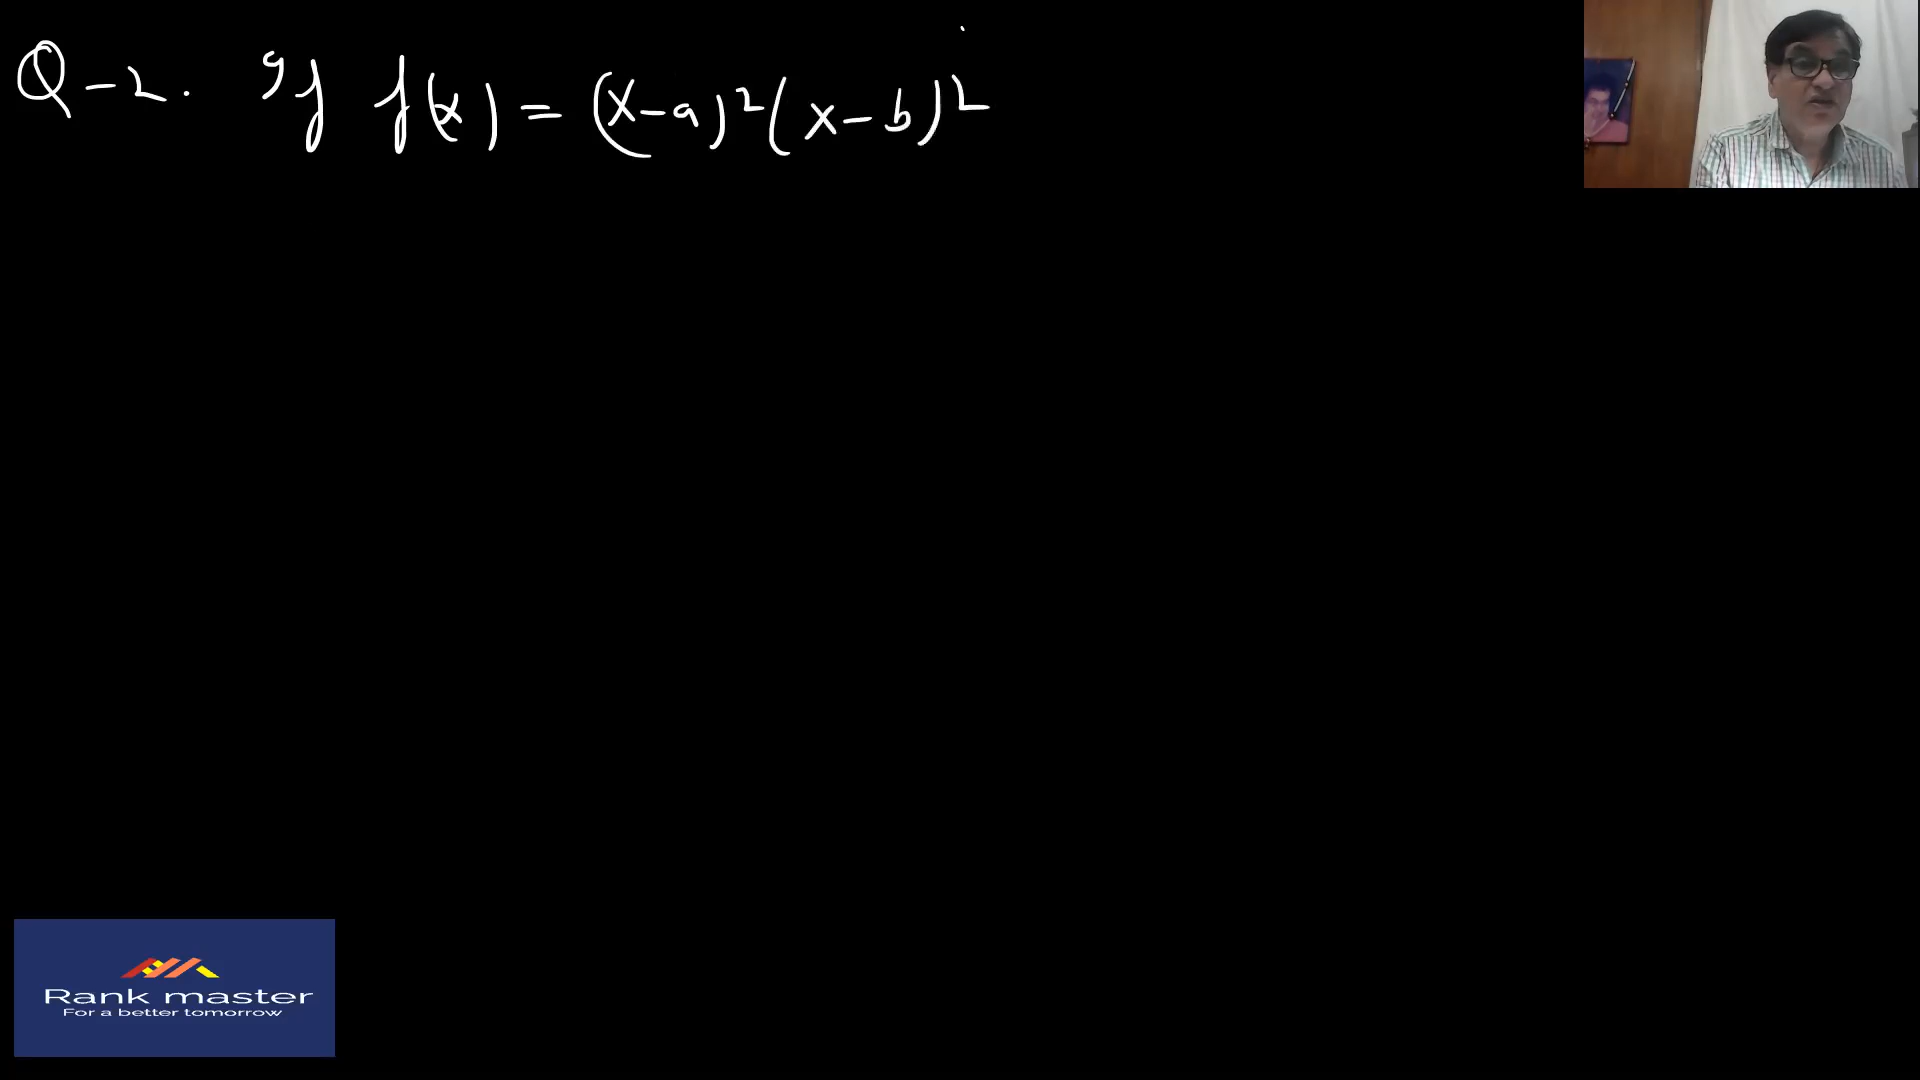 Q-2. If f(x) = (x-a)²(x-b)²
Rank master
For a better tomorrow